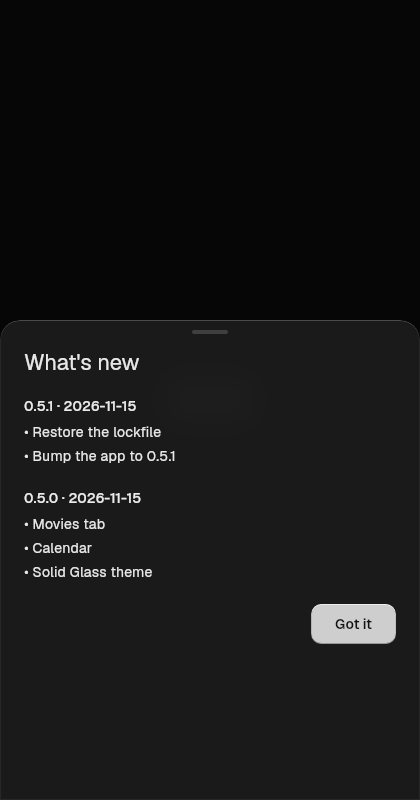 What's new
0.5.1 · 2026-11-15
• Restore the lockfile
• Bump the app to 0.5.1
0.5.0 · 2026-11-15
• Movies tab
• Calendar
• Solid Glass theme
Got it